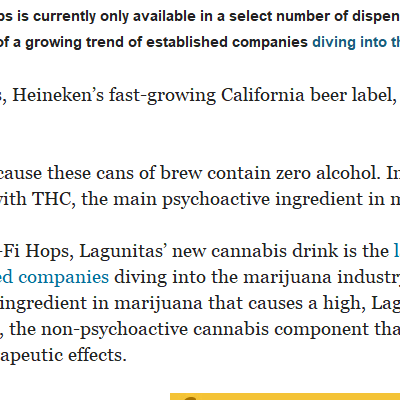 ps is currently only available in a select number of dispen
of a growing trend of established companies diving into th
, Heineken's fast-growing California beer label,
cause these cans of brew contain zero alcohol. In
with THC, the main psychoactive ingredient in m
-Fi Hops, Lagunitas' new cannabis drink is the l
ed companies diving into the marijuana industry
ingredient in marijuana that causes a high, Lag
, the non-psychoactive cannabis component tha
apeutic effects.